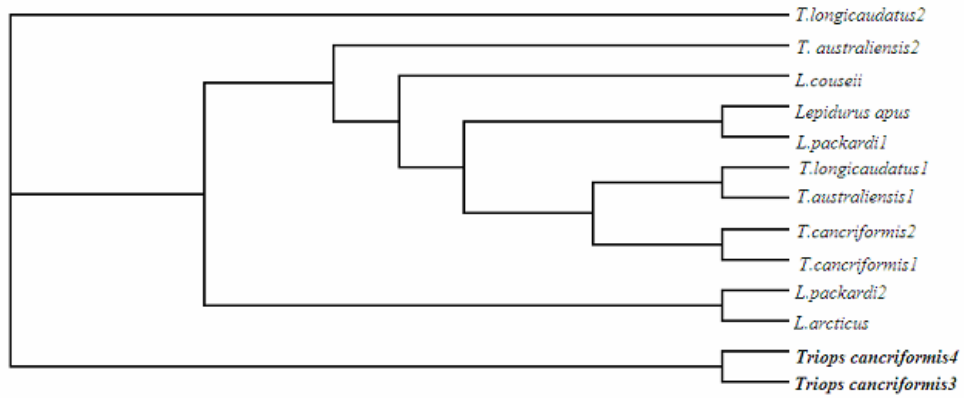 T.longicaudatus2
T. australiensis2
L.couseii
Lepidurus apus
L.packardi1
T.longicaudatus1
T.australiensis1
T.cancriformis2
T.cancriformis1
L.packardi2
L.arcticus
Triops cancriformis4
Triops cancriformis3